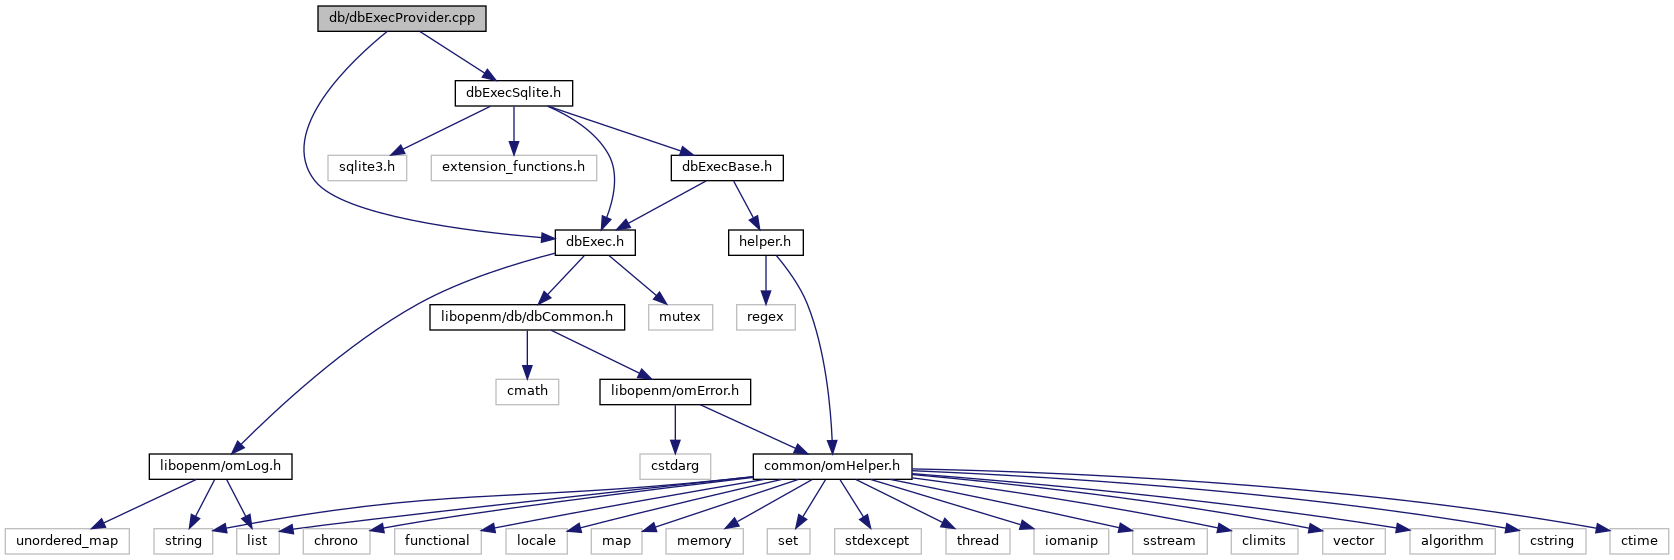 db/dbExecProvider.cpp
dbExecSqlite.h
sqlite3.h
extension_functions.h
dbExecBase.h
dbExec.h
helper.h
libopenm/db/dbCommon.h
mutex
regex
cmath
libopenm/omError.h
libopenm/omLog.h
cstdarg
common/omHelper.h
unordered_map
string
list
chrono
functional
locale
map
memory
set
stdexcept
thread
iomanip
sstream
climits
vector
algorithm
cstring
ctime